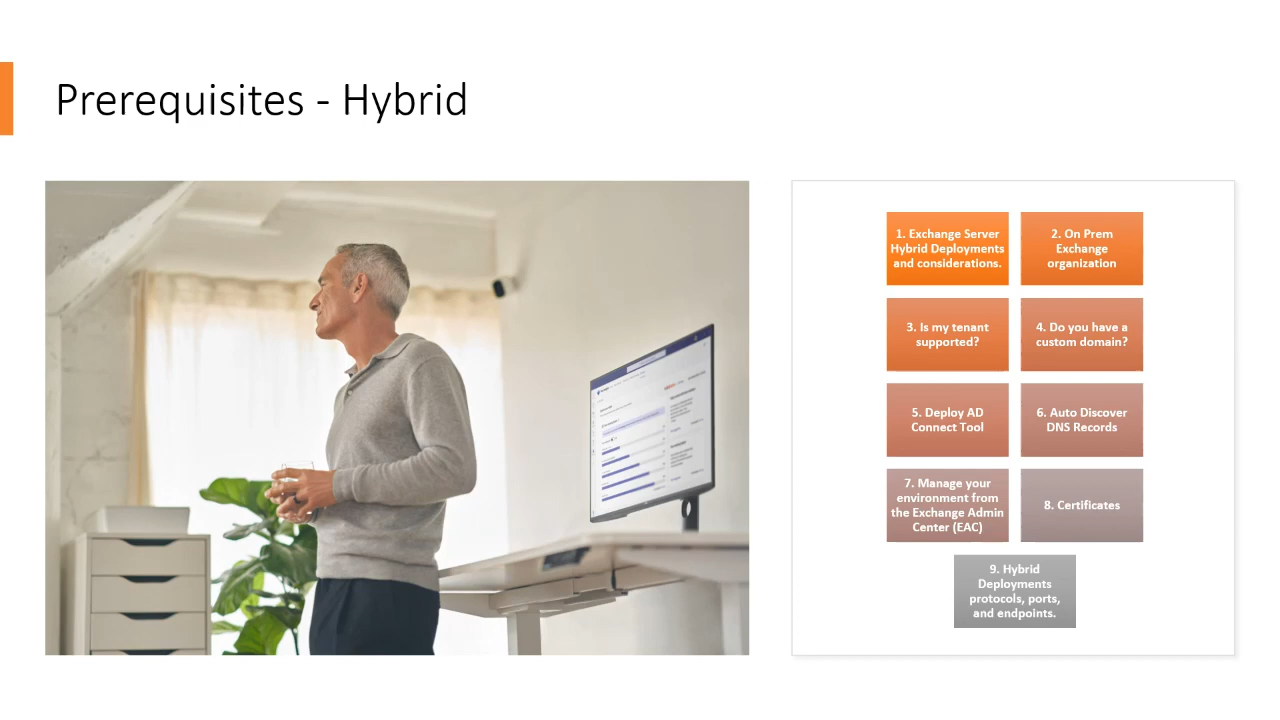 Prerequisites - Hybrid
1. Exchange Server
Hybrid Deployments
and considerations.
2. On Prem
Exchange
organization
3. Is my tenant
supported?
4. Do you have a
custom domain?
5. Deploy AD
Connect Tool
6. Auto Discover
DNS Records
7. Manage your
environment from
the Exchange Admin
Center (EAC)
8. Certificates
9. Hybrid
Deployments
protocols, ports,
and endpoints.